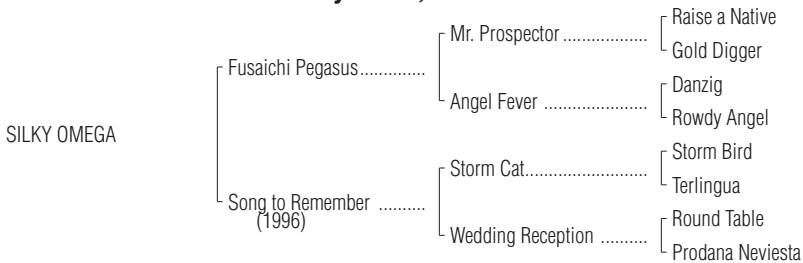 Raise a Native
Mr. Prospector ..................
Gold Digger
Fusaichi Pegasus..............
Danzig
Angel Fever ......................
Rowdy Angel
SILKY OMEGA
Storm Bird
Storm Cat..........................
Terlingua
Song to Remember ..........
(1996)
Round Table
Wedding Reception ..........
Prodana Neviesta